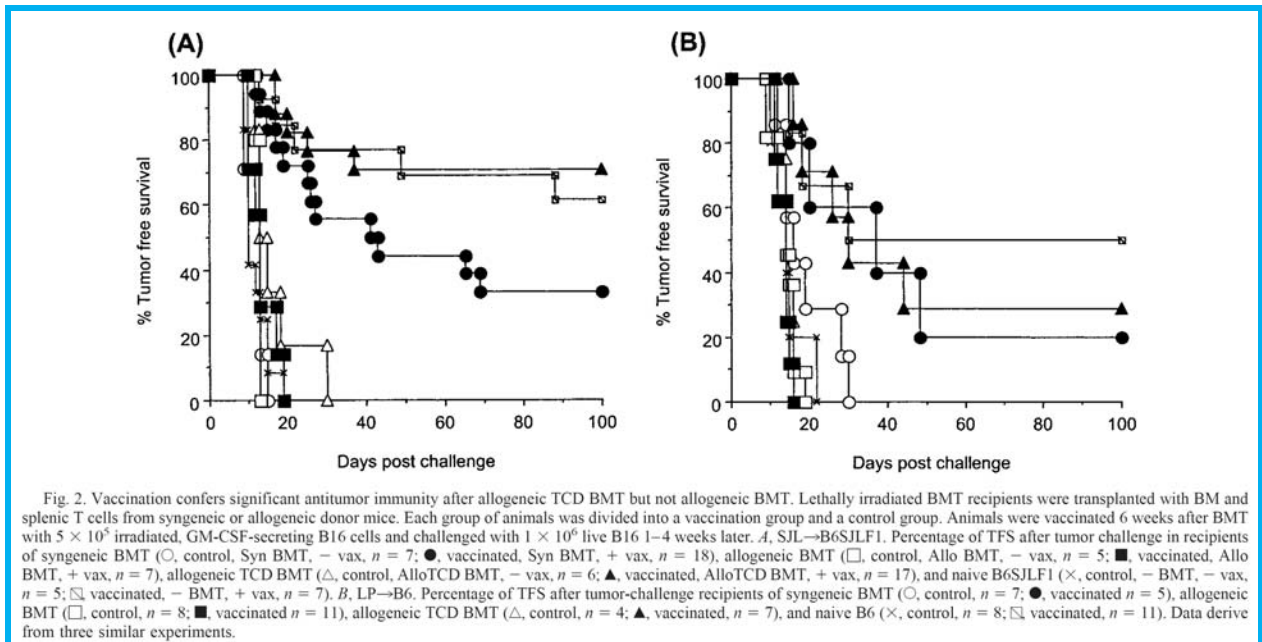 (A)
(B)
% Tumor free survival
100
80
60
40
20
0
0 20 40 60 80 100
Days post challenge
% Tumor free survival
100
80
60
40
20
0
0 20 40 60 80 100
Days post challenge
Fig. 2. Vaccination confers significant antitumor immunity after allogeneic TCD BMT but not allogeneic BMT. Lethally irradiated BMT recipients were transplanted with BM and
splenic T cells from syngeneic or allogeneic donor mice. Each group of animals was divided into a vaccination group and a control group. Animals were vaccinated 6 weeks after BMT
with 5 × 10⁵ irradiated, GM-CSF-secreting B16 cells and challenged with 1 × 10⁶ live B16 1–4 weeks later. A, SJL→B6SJLF1. Percentage of TFS after tumor challenge in recipients
of syngeneic BMT (○, control, Syn BMT, − vax, n = 7; ●, vaccinated, Syn BMT, + vax, n = 18), allogeneic BMT (□, control, Allo BMT, − vax, n = 5; ■, vaccinated, Allo
BMT, + vax, n = 7), allogeneic TCD BMT (△, control, AlloTCD BMT, − vax, n = 6; ▲, vaccinated, AlloTCD BMT, + vax, n = 17), and naive B6SJLF1 (×, control, − BMT, − vax,
n = 5; ⧅, vaccinated, − BMT, + vax, n = 7). B, LP→B6. Percentage of TFS after tumor-challenge recipients of syngeneic BMT (○, control, n = 7; ●, vaccinated n = 5), allogeneic
BMT (□, control, n = 8; ■, vaccinated n = 11), allogeneic TCD BMT (△, control, n = 4; ▲, vaccinated, n = 7), and naive B6 (×, control, n = 8; ⧅, vaccinated, n = 11). Data derive
from three similar experiments.